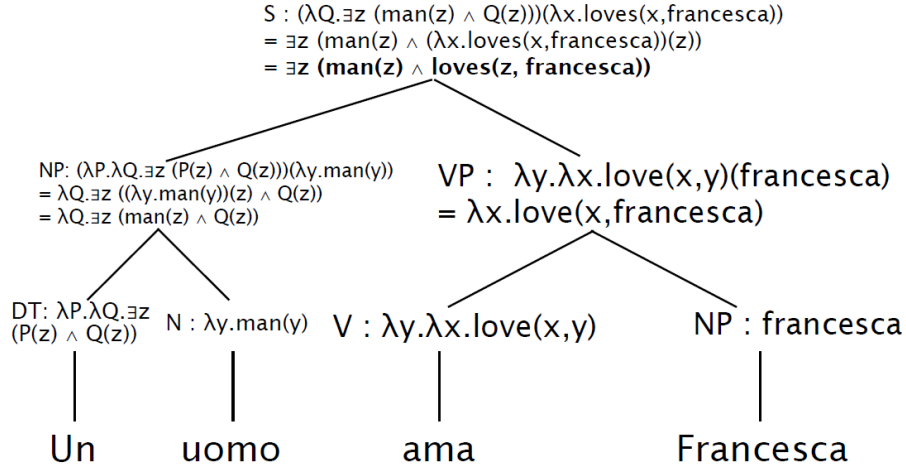 S : (λQ.∃z (man(z) ∧ Q(z)))(λx.loves(x,francesca))
= ∃z (man(z) ∧ (λx.loves(x,francesca))(z))
= ∃z (man(z) ∧ loves(z, francesca))
NP: (λP.λQ.∃z (P(z) ∧ Q(z)))(λy.man(y))
= λQ.∃z ((λy.man(y))(z) ∧ Q(z))
= λQ.∃z (man(z) ∧ Q(z))
VP : λy.λx.love(x,y)(francesca)
= λx.love(x,francesca)
DT: λP.λQ.∃z
(P(z) ∧ Q(z))
N : λy.man(y)
V : λy.λx.love(x,y)
NP : francesca
Un
uomo
ama
Francesca